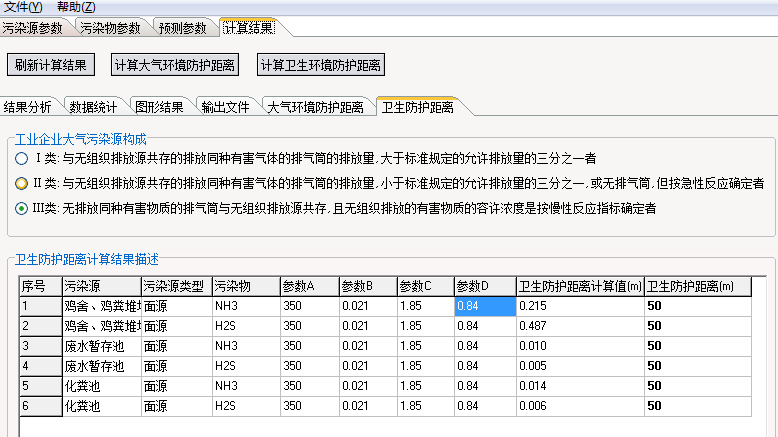 文件(Y) 帮助(Z)
污染源参数 污染物参数 预测参数 计算结果
刷新计算结果 计算大气环境防护距离 计算卫生环境防护距离
结果分析 数据统计 图形结果 输出文件 大气环境防护距离 卫生防护距离
工业企业大气污染源构成
I 类: 与无组织排放源共存的排放同种有害气体的排气筒的排放量,大于标准规定的允许排放量的三分之一者
II 类: 与无组织排放源共存的排放同种有害气体的排气筒的排放量,小于标准规定的允许排放量的三分之一,或无排气筒,但按急性反应确定者
III类: 无排放同种有害物质的排气筒与无组织排放源共存,且无组织排放的有害物质的容许浓度是按慢性反应指标确定者
卫生防护距离计算结果描述
序号 污染源 污染源类型 污染物 参数A 参数B 参数C 参数D 卫生防护距离计算值(m) 卫生防护距离(m)
1 鸡舍、鸡粪堆 面源 NH3 350 0.021 1.85 0.84 0.215 50
2 鸡舍、鸡粪堆 面源 H2S 350 0.021 1.85 0.84 0.487 50
3 废水暂存池 面源 NH3 350 0.021 1.85 0.84 0.010 50
4 废水暂存池 面源 H2S 350 0.021 1.85 0.84 0.005 50
5 化粪池 面源 NH3 350 0.021 1.85 0.84 0.014 50
6 化粪池 面源 H2S 350 0.021 1.85 0.84 0.006 50